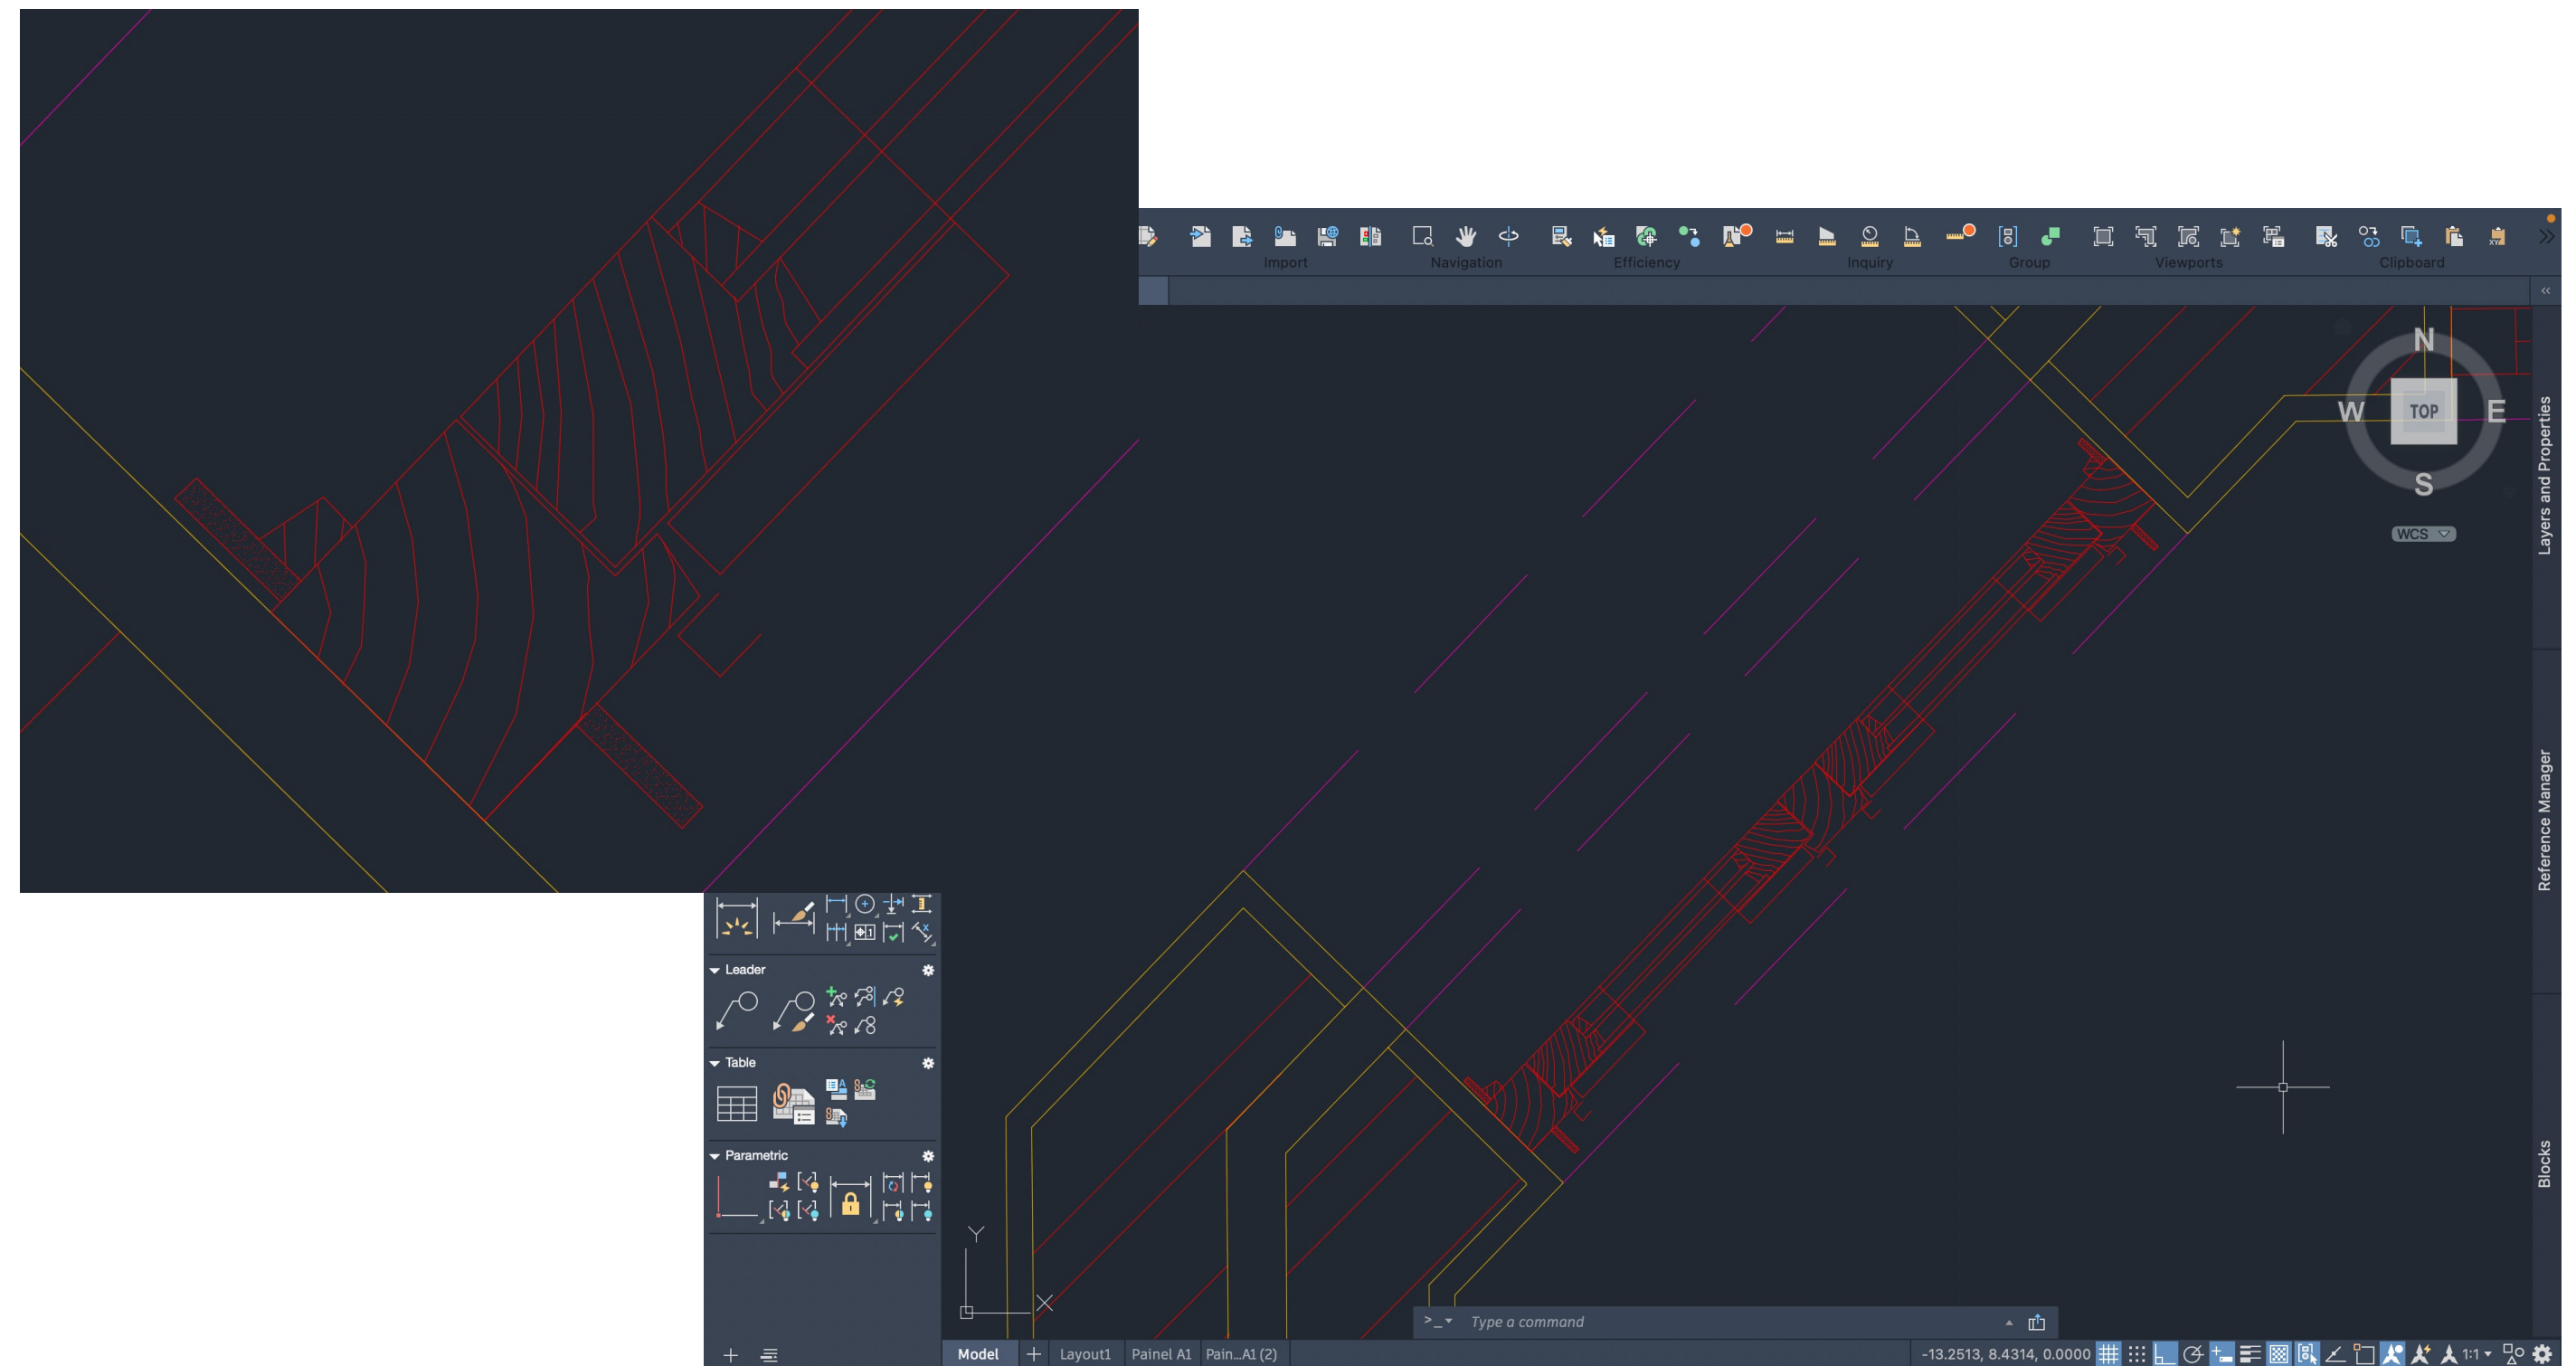 Import Navigation Efficiency Inquiry Group Viewports Clipboard
N
W TOP E
S
WCS
Layers and Properties
Reference Manager
Blocks
Leader
Table
Parametric
Y
X
>_ Type a command
Model Layout1 Painel A1 Pain...A1 (2)
-13.2513, 8.4314, 0.0000 1:1